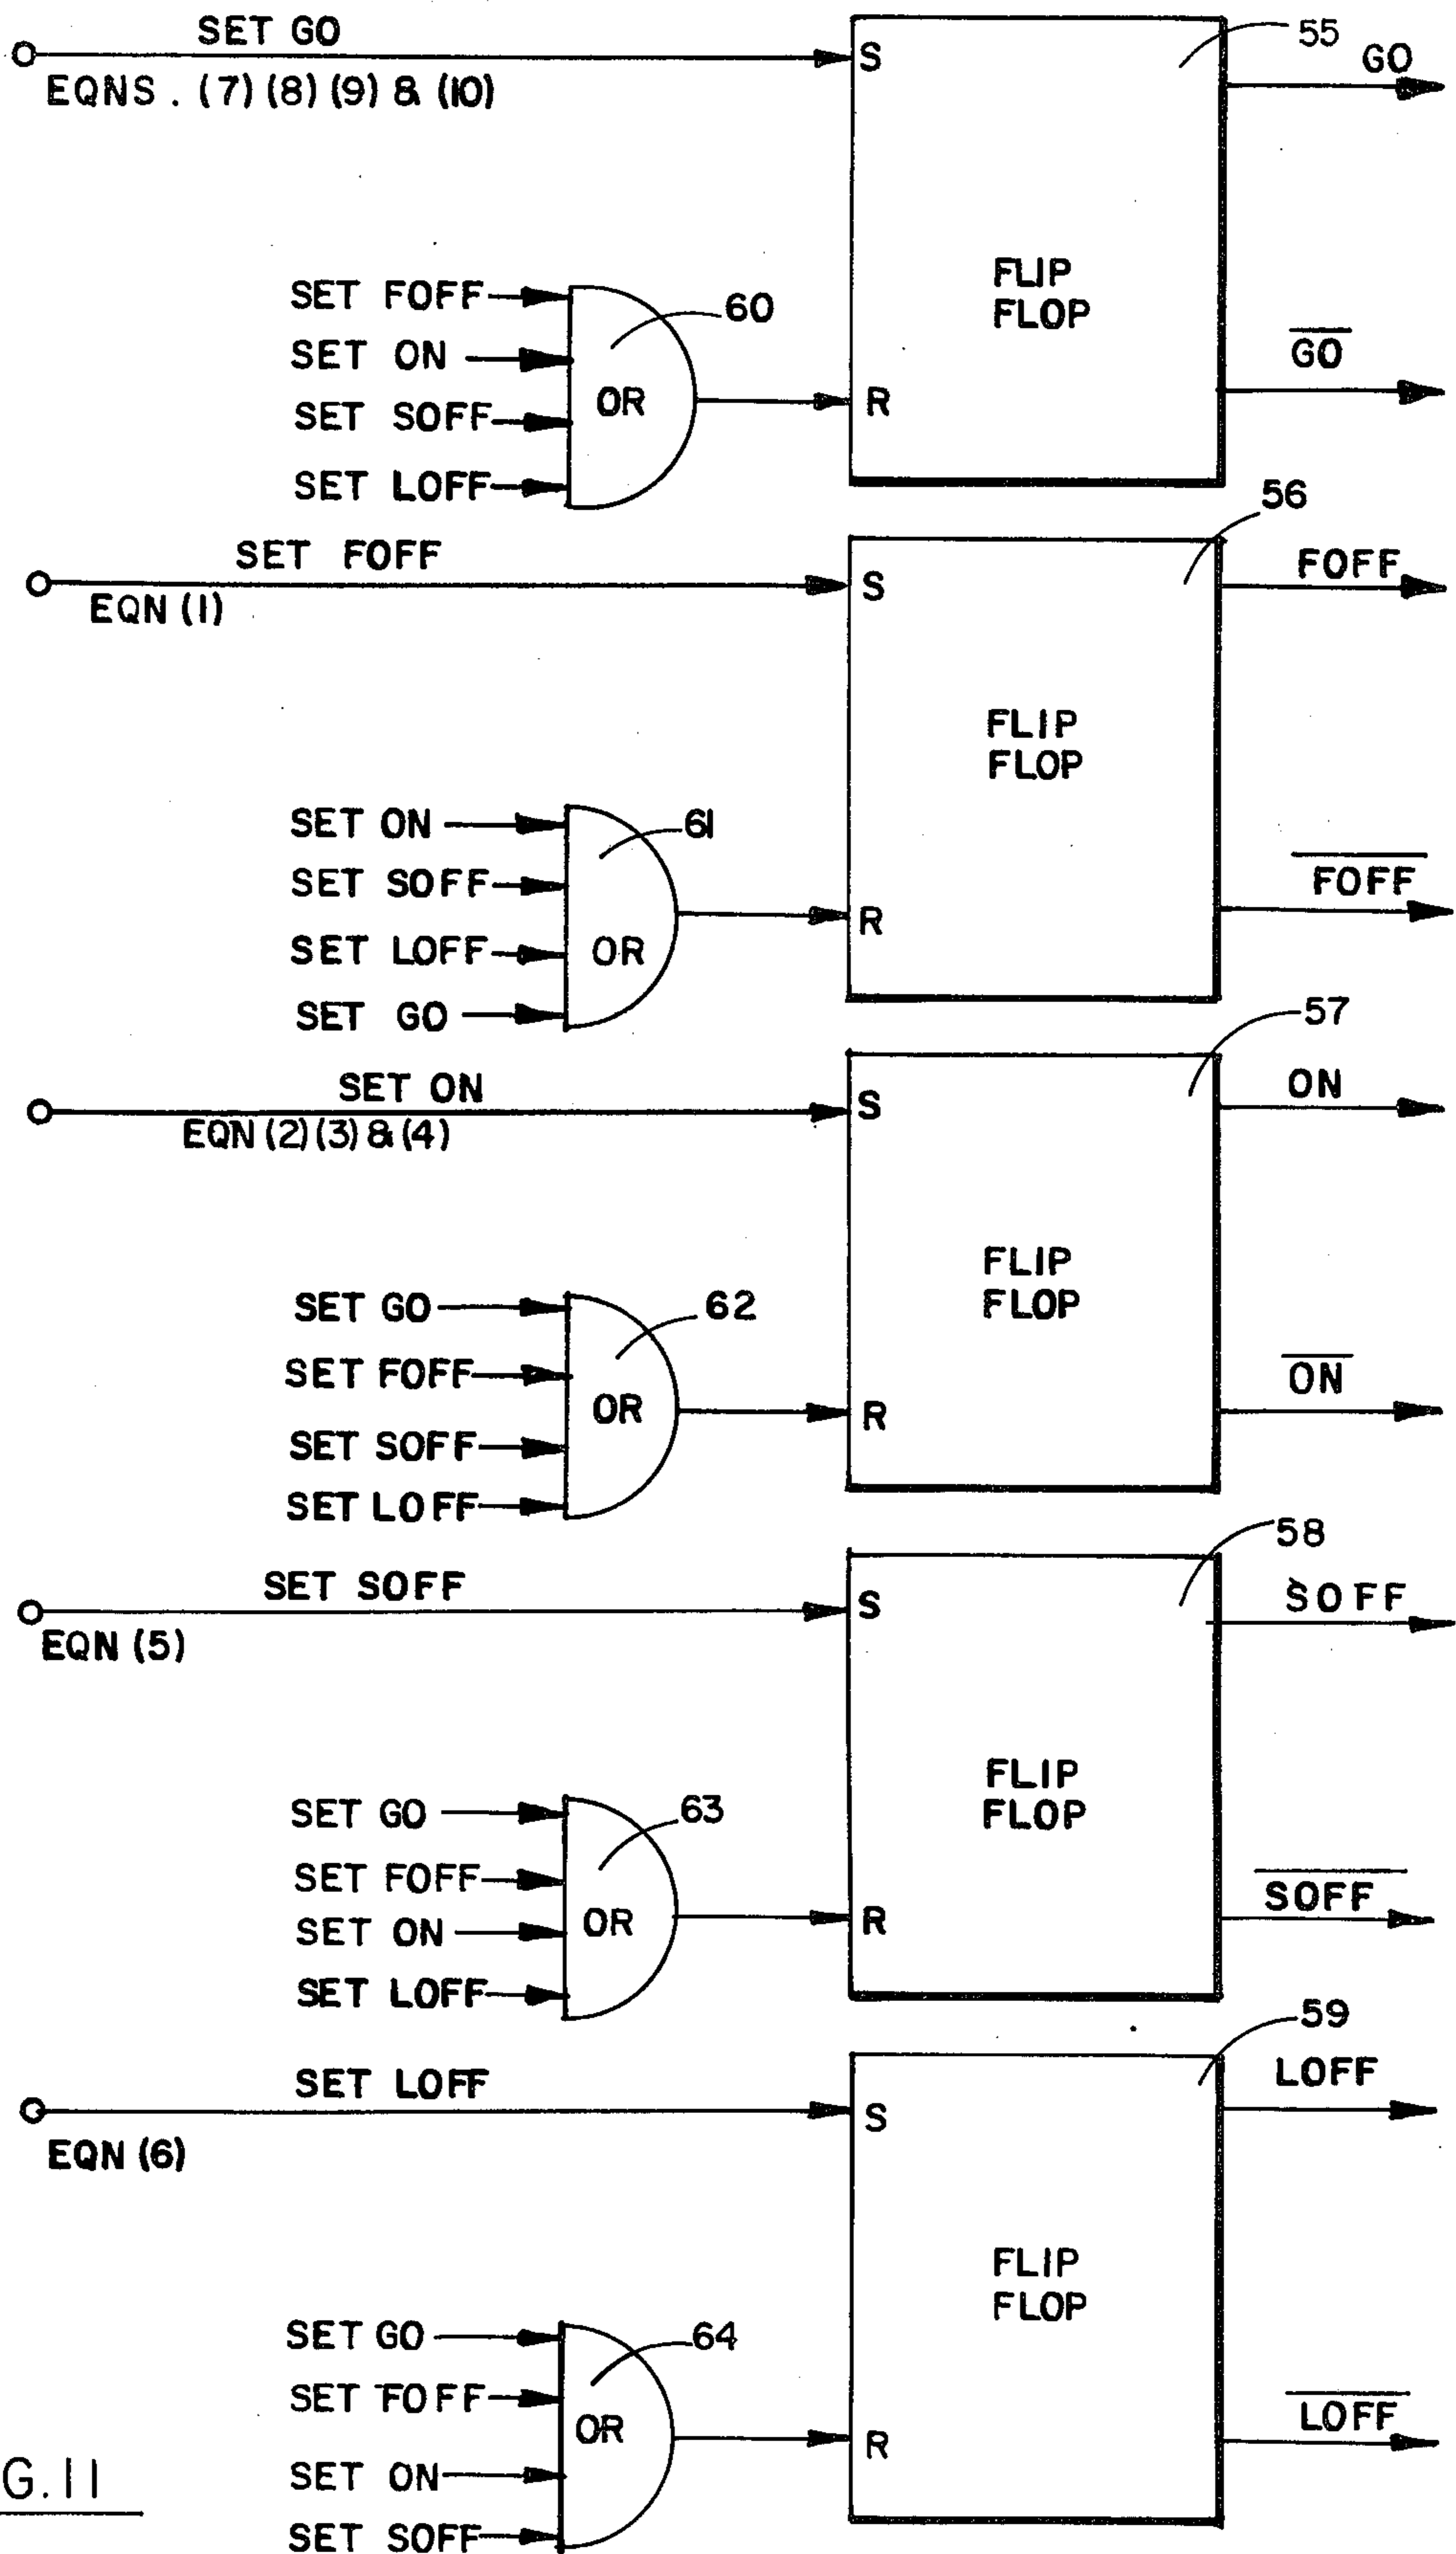 SET GO
55
GO
S
EQNS. (7) (8) (9) & (10)
FLIP
FLOP
SET FOFF
60
SET ON
GO
OR
R
SET SOFF
SET LOFF
56
SET FOFF
FOFF
S
EQN (1)
FLIP
FLOP
SET ON
61
SET SOFF
FOFF
R
SET LOFF
OR
SET GO
57
SET ON
ON
S
EQN (2) (3) & (4)
FLIP
FLOP
SET GO
62
SET FOFF
ON
OR
R
SET SOFF
SET LOFF
58
SET SOFF
SOFF
S
EQN (5)
FLIP
FLOP
SET GO
63
SET FOFF
SOFF
OR
R
SET ON
SET LOFF
59
SET LOFF
LOFF
S
EQN (6)
FLIP
FLOP
SET GO
64
SET FOFF
LOFF
OR
R
SET ON
G. 11
SET SOFF